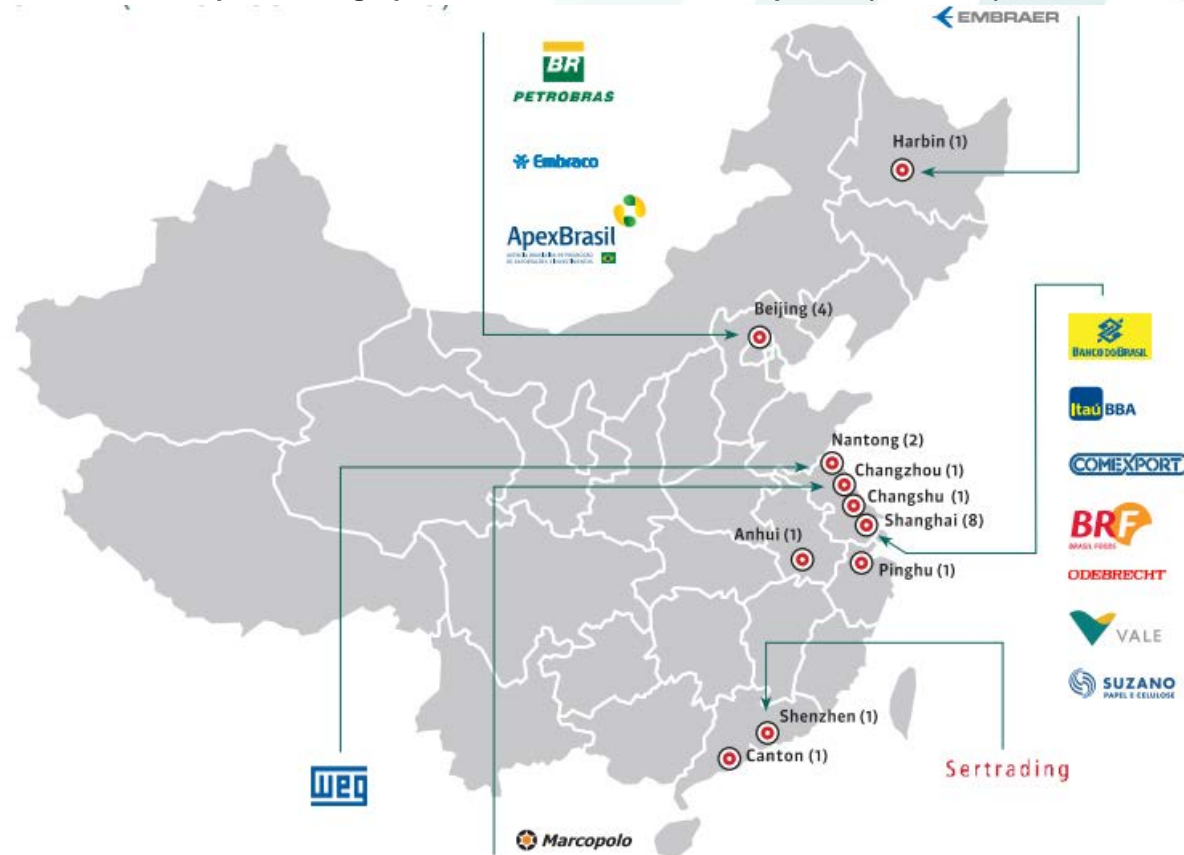 EMBRAER
BR
PETROBRAS
Embraco
ApexBrasil
Harbin (1)
Beijing (4)
BANCO DO BRASIL
Itaú BBA
COMEXPORT
BRF
BRASIL FOODS
ODEBRECHT
VALE
SUZANO
PAPEL E CELULOSE
Nantong (2)
Changzhou (1)
Changshu (1)
Shanghai (8)
Anhui (1)
Pinghu (1)
Shenzhen (1)
Canton (1)
Sertrading
weg
Marcopolo